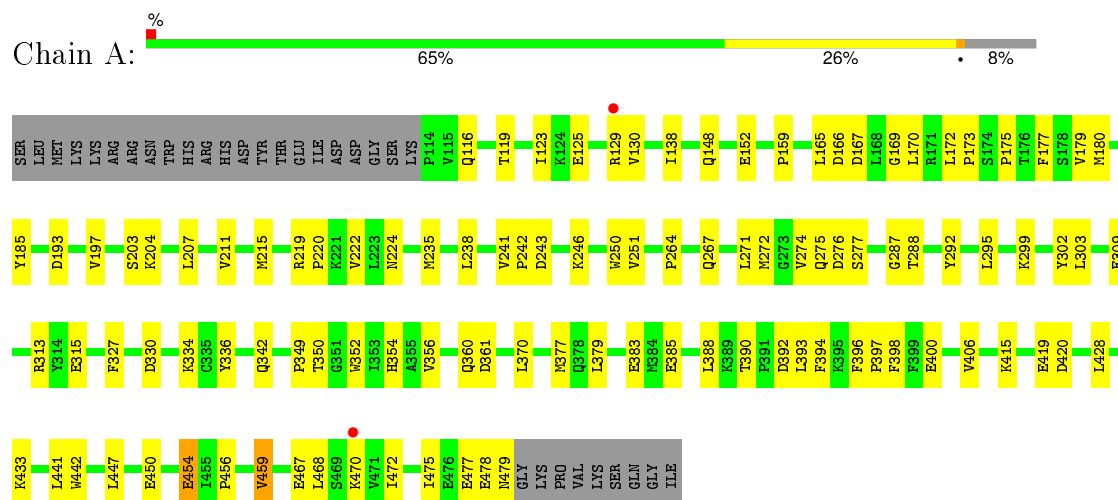 %
Chain A:
65% 26% • 8%
SER LEU MET LYS LYS ARG ARG ASN TRP HIS ARG HIS ASP TYR THR GLU ILE ASP ASP GLY SER LYS P114 V115 Q116 T119 I123 K124 E125 R129 V130 I138 Q148 E152 P159 L165 D166 D167 L168 G169 L170 R171 L172 P173 S174 P175 T176 F177 S178 V179 M180
Y185 D193 V197 S203 K204 L207 V211 M215 R219 P220 K221 V222 L223 N224 M235 L238 V241 P242 D243 K246 W250 V251 P264 Q267 L271 M272 G273 V274 Q275 D276 S277 G287 T288 Y292 L295 K299 Y302 L303
R313 Y314 E315 F327 D330 K334 C335 Y336 Q342 P349 T350 G351 W352 I353 H354 A355 V356 Q360 D361 L370 M377 Q378 L379 E383 M384 E385 L388 K389 T390 P391 D392 L393 F394 K395 F396 P397 F398 F399 E400 V406 K415 E419 D420 L428
K433 L441 W442 L447 E450 E454 I455 P456 V459 E467 L468 S469 K470 V471 I472 I475 E476 E477 E478 N479 GLY LYS PRO VAL LYS SER GLY GLY ILE